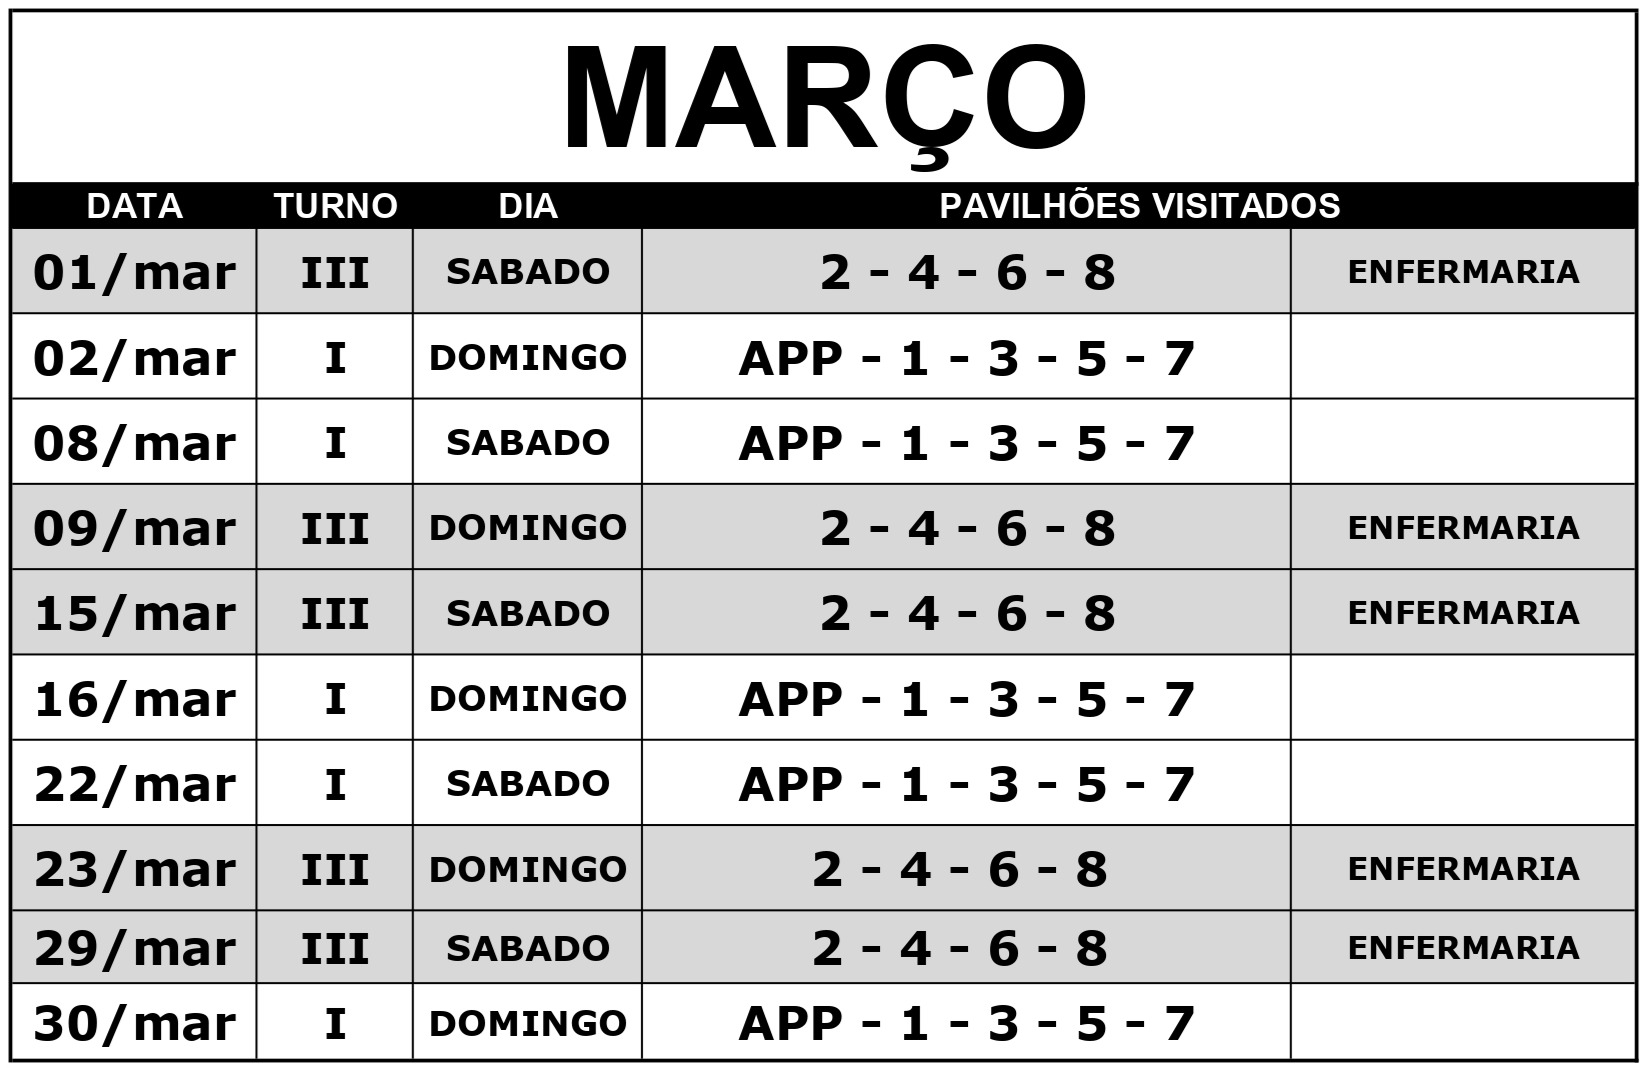 MARÇO
DATA TURNO DIA PAVILHÕES VISITADOS
01/mar III SABADO 2 - 4 - 6 - 8 ENFERMARIA
02/mar I DOMINGO APP - 1 - 3 - 5 - 7
08/mar I SABADO APP - 1 - 3 - 5 - 7
09/mar III DOMINGO 2 - 4 - 6 - 8 ENFERMARIA
15/mar III SABADO 2 - 4 - 6 - 8 ENFERMARIA
16/mar I DOMINGO APP - 1 - 3 - 5 - 7
22/mar I SABADO APP - 1 - 3 - 5 - 7
23/mar III DOMINGO 2 - 4 - 6 - 8 ENFERMARIA
29/mar III SABADO 2 - 4 - 6 - 8 ENFERMARIA
30/mar I DOMINGO APP - 1 - 3 - 5 - 7